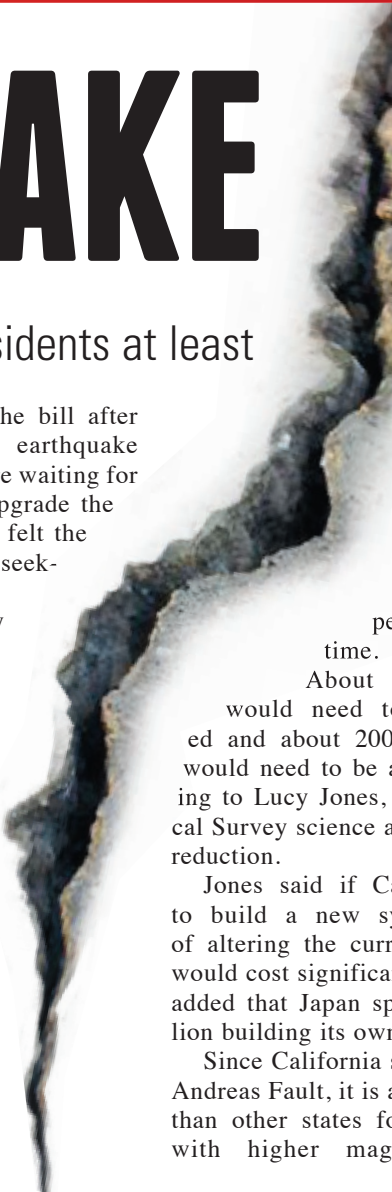 AKE
sidents at least
he bill after
earthquake
e waiting for
pgrade the
felt the
seek-
pe
time.
About
would need to
ed and about 200
would need to be a
ing to Lucy Jones,
cal Survey science a
reduction.
Jones said if Ca
to build a new sy
of altering the curr
would cost significa
added that Japan sp
lion building its own
Since California s
Andreas Fault, it is a
than other states fo
with higher mag